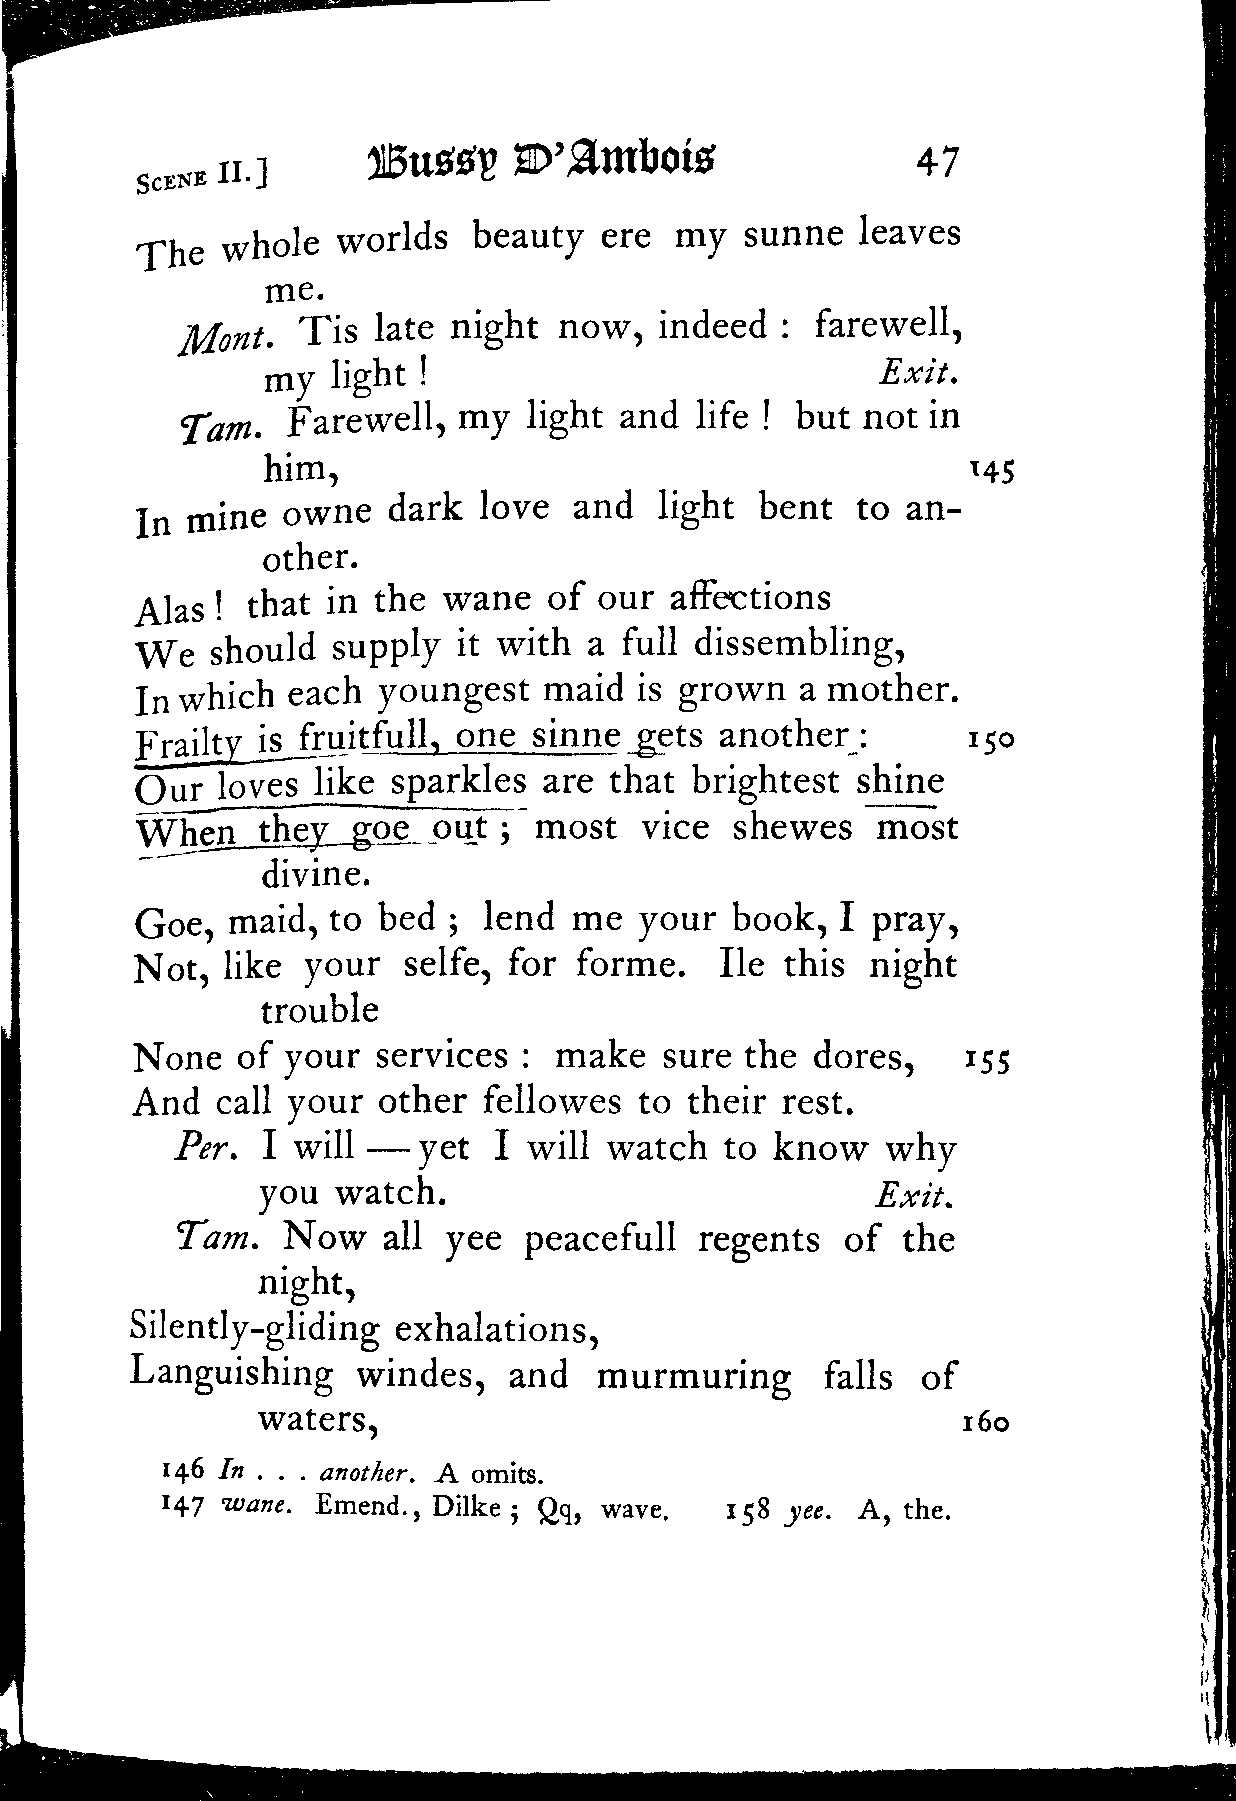 SCENE II.] Bussy D'Ambois 47
The whole worlds beauty ere my sunne leaves
me.
Mont. Tis late night now, indeed : farewell,
my light ! Exit.
Tam. Farewell, my light and life ! but not in
him, 145
In mine owne dark love and light bent to an-
other.
Alas ! that in the wane of our affections
We should supply it with a full dissembling,
In which each youngest maid is grown a mother.
Frailty is fruitfull, one sinne gets another : 150
Our loves like sparkles are that brightest shine
When they goe out ; most vice shewes most
divine.
Goe, maid, to bed ; lend me your book, I pray,
Not, like your selfe, for forme. Ile this night
trouble
None of your services : make sure the dores, 155
And call your other fellowes to their rest.
Per. I will — yet I will watch to know why
you watch. Exit.
Tam. Now all yee peacefull regents of the
night,
Silently-gliding exhalations,
Languishing windes, and murmuring falls of
waters, 160
146 In . . . another. A omits.
147 wane. Emend., Dilke ; Qq, wave. 158 yee. A, the.